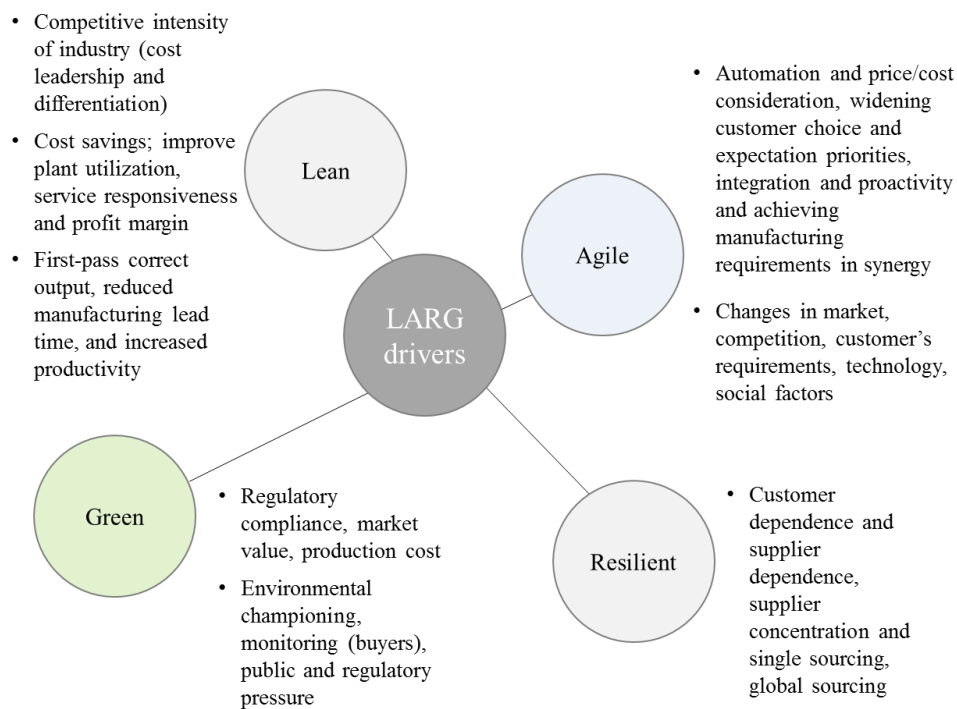 • Competitive intensity
of industry (cost
leadership and
differentiation)
• Cost savings; improve
plant utilization,
service responsiveness
and profit margin
• First-pass correct
output, reduced
manufacturing lead
time, and increased
productivity
Lean
• Automation and price/cost
consideration, widening
customer choice and
expectation priorities,
integration and proactivity
and achieving
manufacturing
requirements in synergy
• Changes in market,
competition, customer's
requirements, technology,
social factors
Agile
LARG
drivers
Green
• Regulatory
compliance, market
value, production cost
• Environmental
championing,
monitoring (buyers),
public and regulatory
pressure
Resilient
• Customer
dependence and
supplier
dependence,
supplier
concentration and
single sourcing,
global sourcing